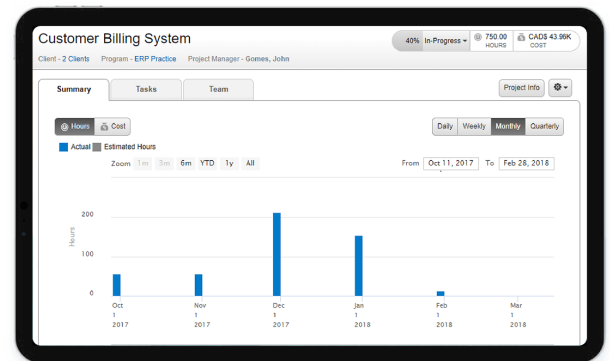 Customer Billing System
40% In-Progress 750.00 HOURS CAD$ 43.96K COST
Client - 2 Clients Program - ERP Practice Project Manager - Gomes, John
Summary Tasks Team Project Info
Hours Cost Daily Weekly Monthly Quarterly
Actual Estimated Hours
Zoom 1m 3m 6m YTD 1y All From Oct 11, 2017 To Feb 28, 2018
200
Hours
100
0
Oct Nov Dec Jan Feb Mar
1 1 1 1 1 1
2017 2017 2017 2018 2018 2018